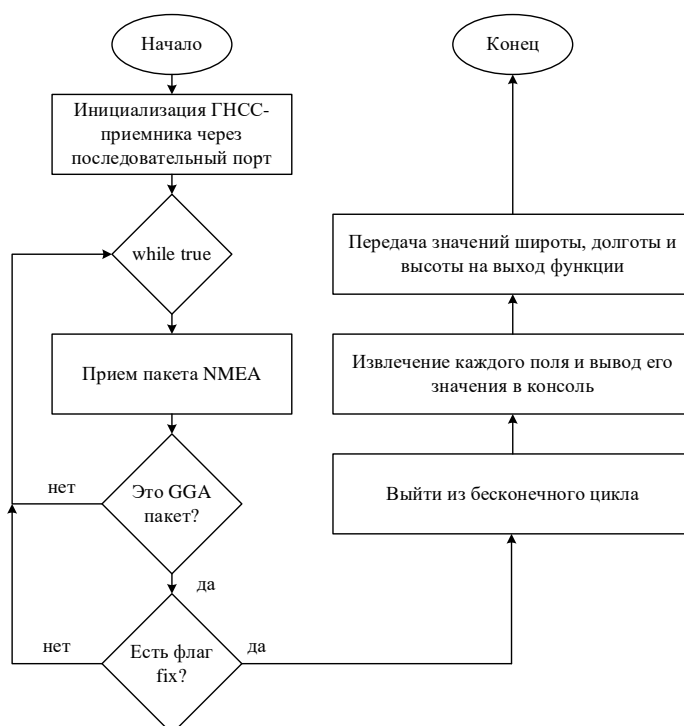 Начало
Инициализация ГНСС-
приемника через
последовательный порт
while true
Прием пакета NMEA
Это GGA
пакет?
нет
да
Есть флаг
fix?
нет
да
Выйти из бесконечного цикла
Извлечение каждого поля и вывод его
значения в консоль
Передача значений широты, долготы и
высоты на выход функции
Конец